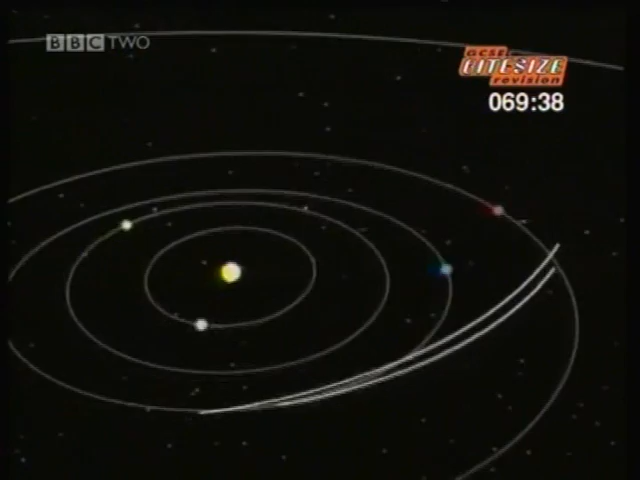 BBC TWO
GCSE
BITESIZE
revision
069:38